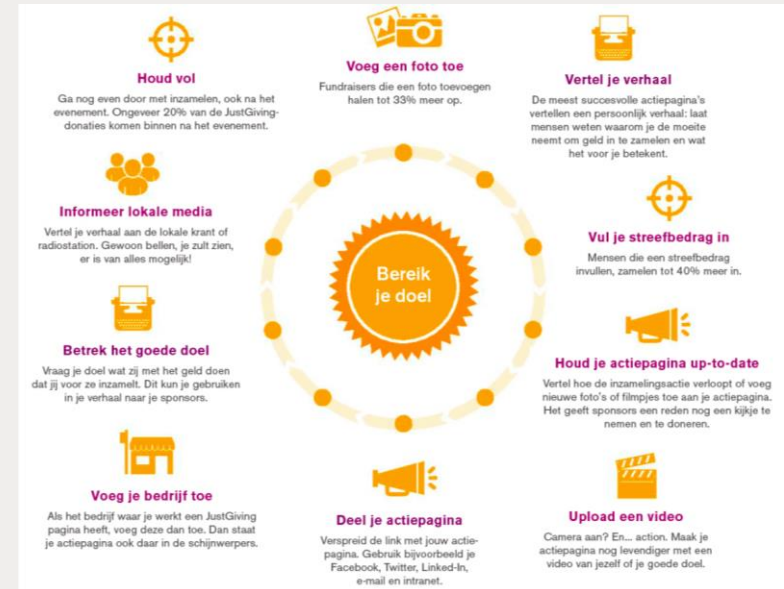 Voeg een foto toe
Fundraisers die een foto toevoegen
halen tot 33% meer op.
Vertel je verhaal
De meest succesvolle actiepagina's
vertellen een persoonlijk verhaal: laat
mensen weten waarom je de moeite
neemt om geld in te zamelen en wat
het voor je betekent.
Vul je streefbedrag in
Mensen die een streefbedrag
invullen, zamelen tot 40% meer in.
Houd je actiepagina up-to-date
Vertel hoe de inzamelingsactie verloopt of voeg
nieuwe foto's of filmpjes toe aan je actiepagina.
Het geeft sponsors een reden nog een kijkje te
nemen en te doneren.
Upload een video
Camera aan? En... action. Maak je
actiepagina nog levendiger met een
video van jezelf of je goede doel.
Deel je actiepagina
Verspreid de link met jouw actie-
pagina. Gebruik bijvoorbeeld je
Facebook, Twitter, Linked-In,
e-mail en intranet.
Voeg je bedrijf toe
Als het bedrijf waar je werkt een JustGiving
pagina heeft, voeg deze dan toe. Dan staat
je actiepagina ook daar in de schijnwerpers.
Betrek het goede doel
Vraag je doel wat zij met het geld doen
dat jij voor ze inzamelt. Dit kun je gebruiken
in je verhaal naar je sponsors.
Informeer lokale media
Vertel je verhaal aan de lokale krant of
radiostation. Gewoon bellen, je zult zien,
er is van alles mogelijk!
Houd vol
Ga nog even door met inzamelen, ook na het
evenement. Ongeveer 20% van de JustGiving-
donaties komen binnen na het evenement.
Bereik
je doel